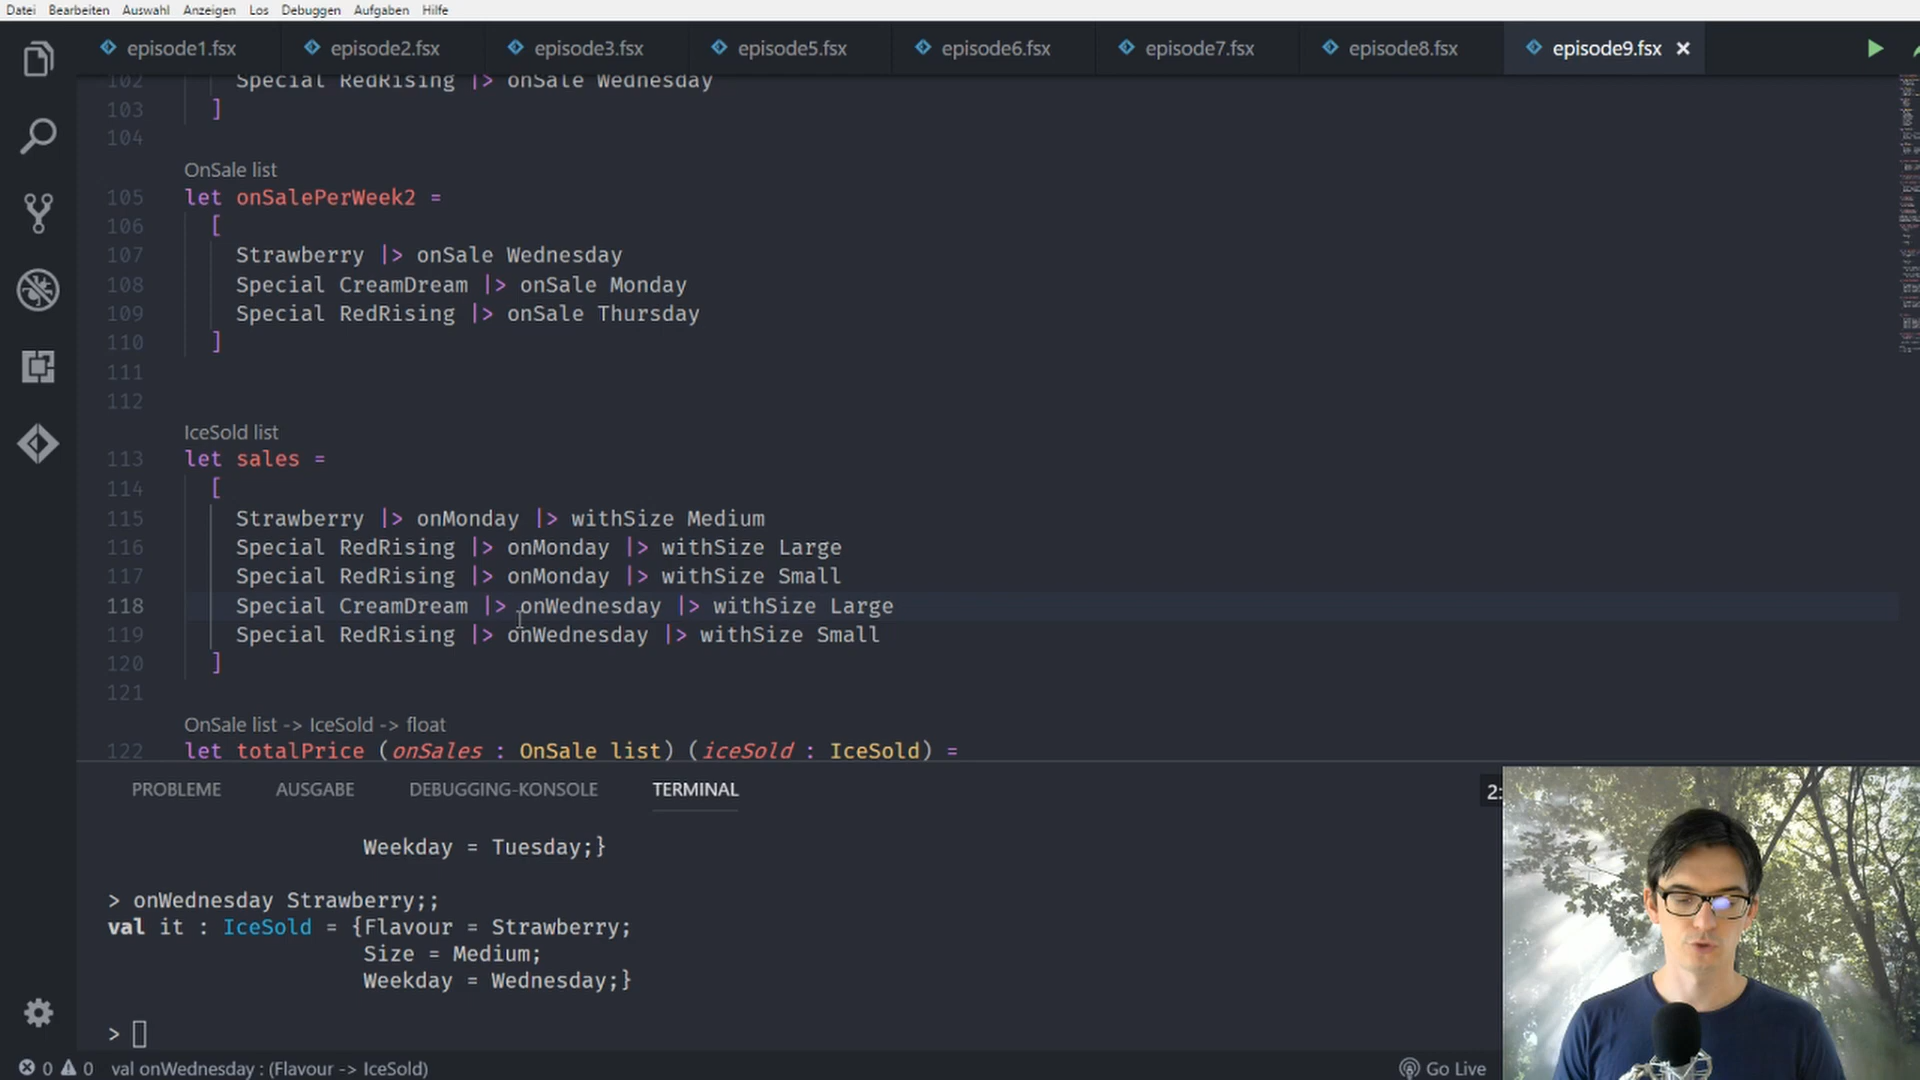 Datei Bearbeiten Auswahl Anzeigen Los Debuggen Aufgaben Hilfe
episode1.fsx episode2.fsx episode3.fsx episode5.fsx episode6.fsx episode7.fsx episode8.fsx episode9.fsx
102 Special RedRising |> onSale Wednesday
103 ]
104
OnSale list
105 let onSalePerWeek2 =
106 [
107 Strawberry |> onSale Wednesday
108 Special CreamDream |> onSale Monday
109 Special RedRising |> onSale Thursday
110 ]
111
112
IceSold list
113 let sales =
114 [
115 Strawberry |> onMonday |> withSize Medium
116 Special RedRising |> onMonday |> withSize Large
117 Special RedRising |> onMonday |> withSize Small
118 Special CreamDream |> onWednesday |> withSize Large
119 Special RedRising |> onWednesday |> withSize Small
120 ]
121
OnSale list -> IceSold -> float
122 let totalPrice (onSales : OnSale list) (iceSold : IceSold) =
PROBLEME AUSGABE DEBUGGING-KONSOLE TERMINAL 2:
Weekday = Tuesday;}
> onWednesday Strawberry;;
val it : IceSold = {Flavour = Strawberry;
Size = Medium;
Weekday = Wednesday;}
>
0 0 val onWednesday : (Flavour -> IceSold) Go Live